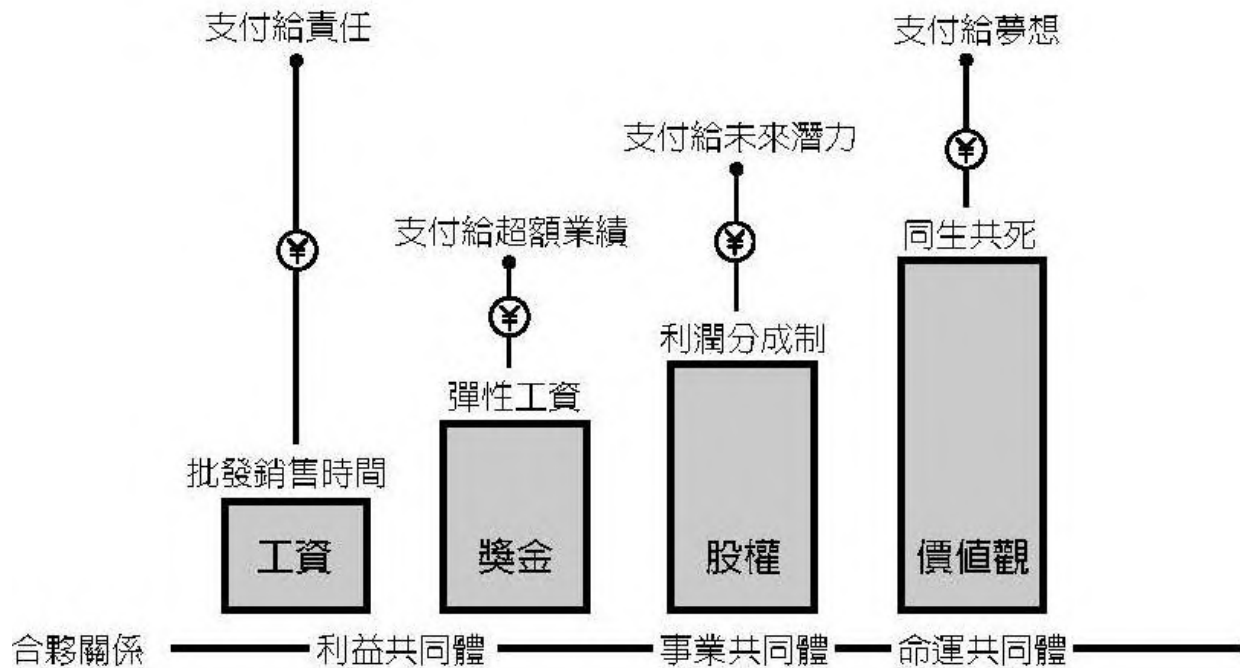 支付給責任
支付給夢想
支付給未來潛力
¥
支付給超額業績
同生共死
¥
¥
¥
利潤分成制
彈性工資
批發銷售時間
工資
獎金
股權
價值觀
合夥關係 利益共同體 事業共同體 命運共同體